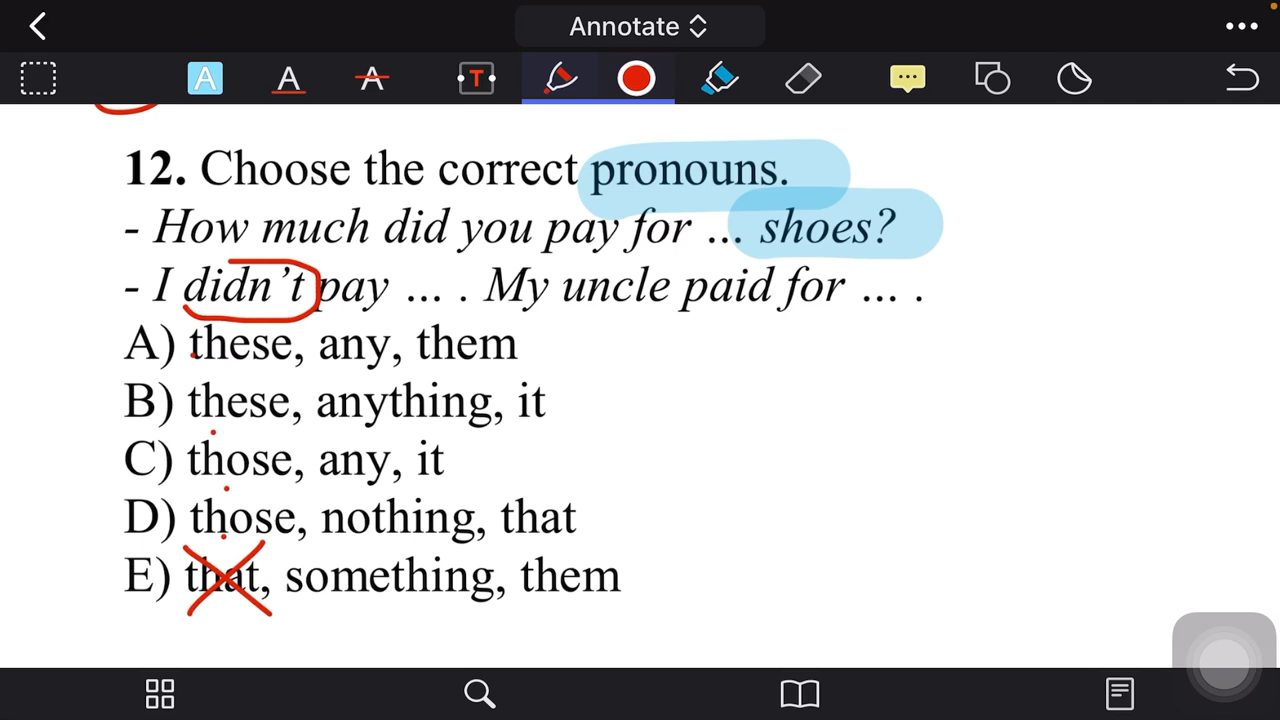 Annotate
A A A T
12. Choose the correct pronouns.
- How much did you pay for ... shoes?
- I didn't pay ... . My uncle paid for ... .
A) these, any, them
B) these, anything, it
C) those, any, it
D) those, nothing, that
E) that, something, them